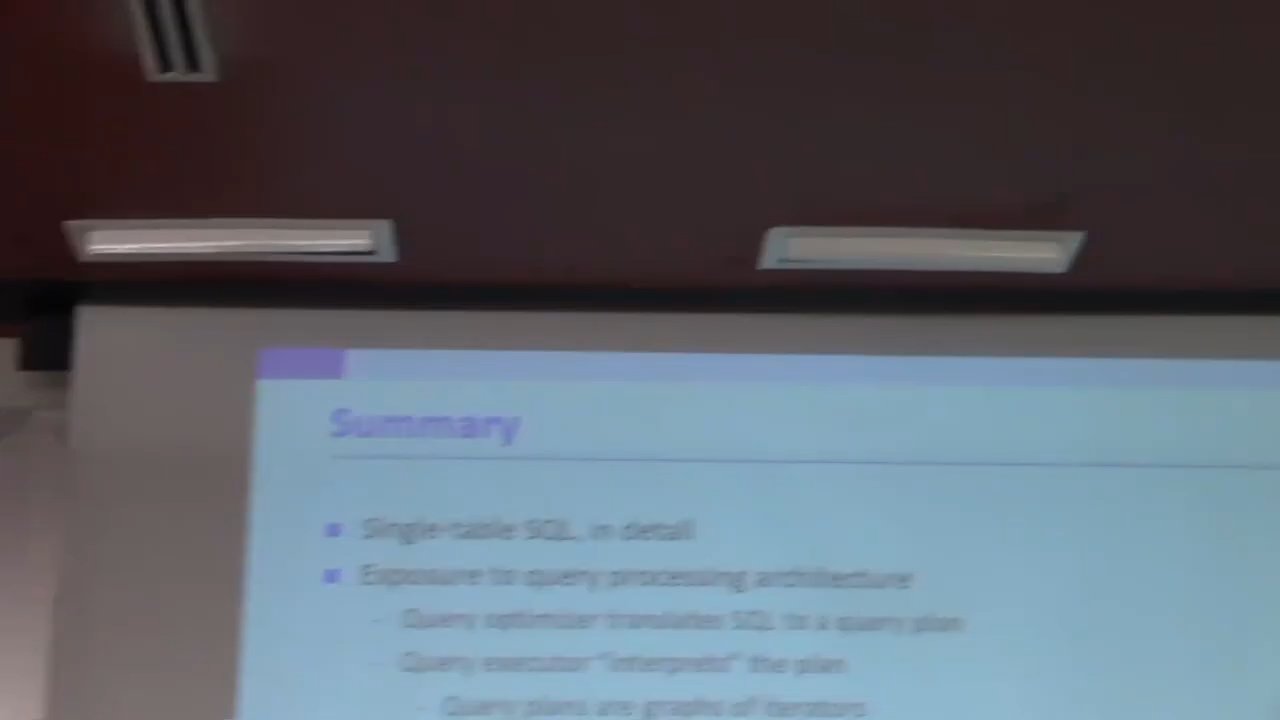 Summary
Single-table SQL, in detail
Exposure to query processing architecture
Query optimizer translates SQL to a query plan
Query executor "interprets" the plan
Query plans are graphs of iterators